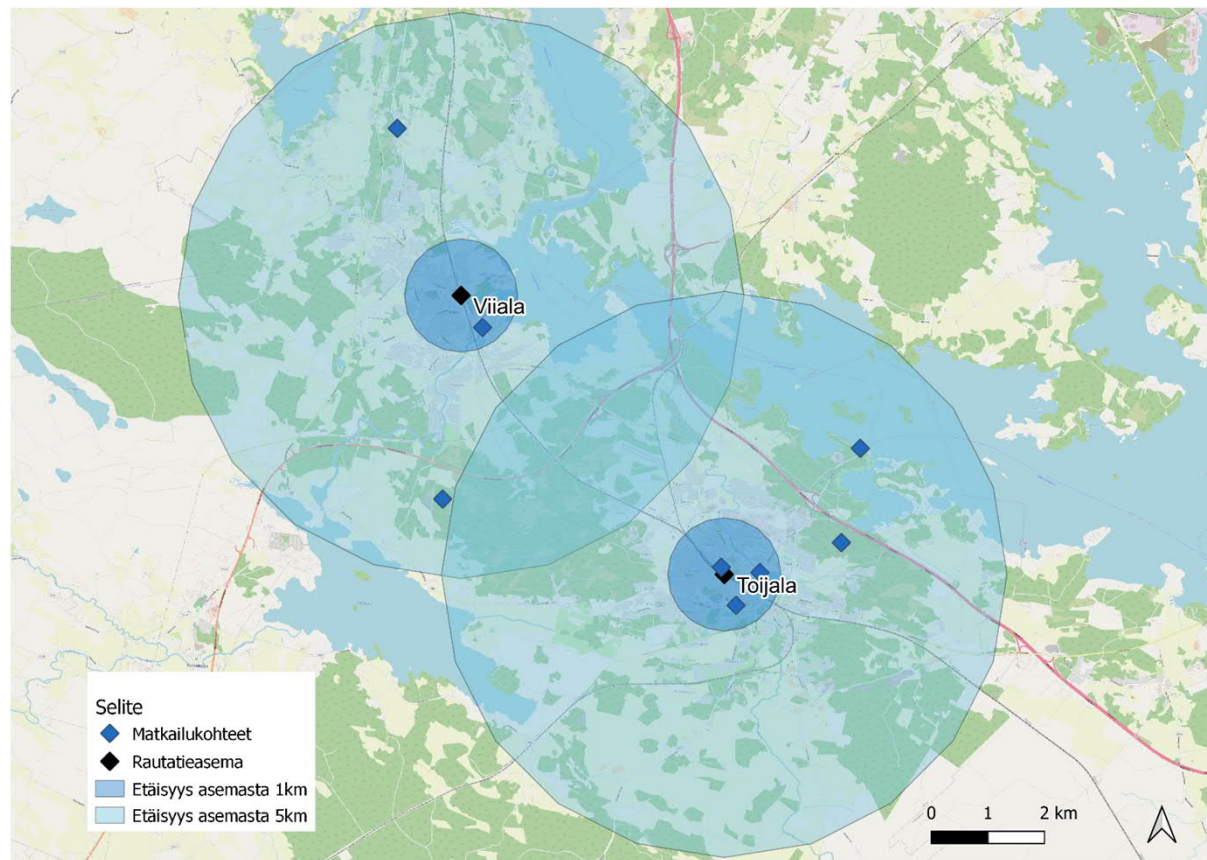 Viiala
Toijala
Selite
Matkailukohteet
Rautatieasema
Etäisyys asemasta 1km
Etäisyys asemasta 5km
0 1 2 km